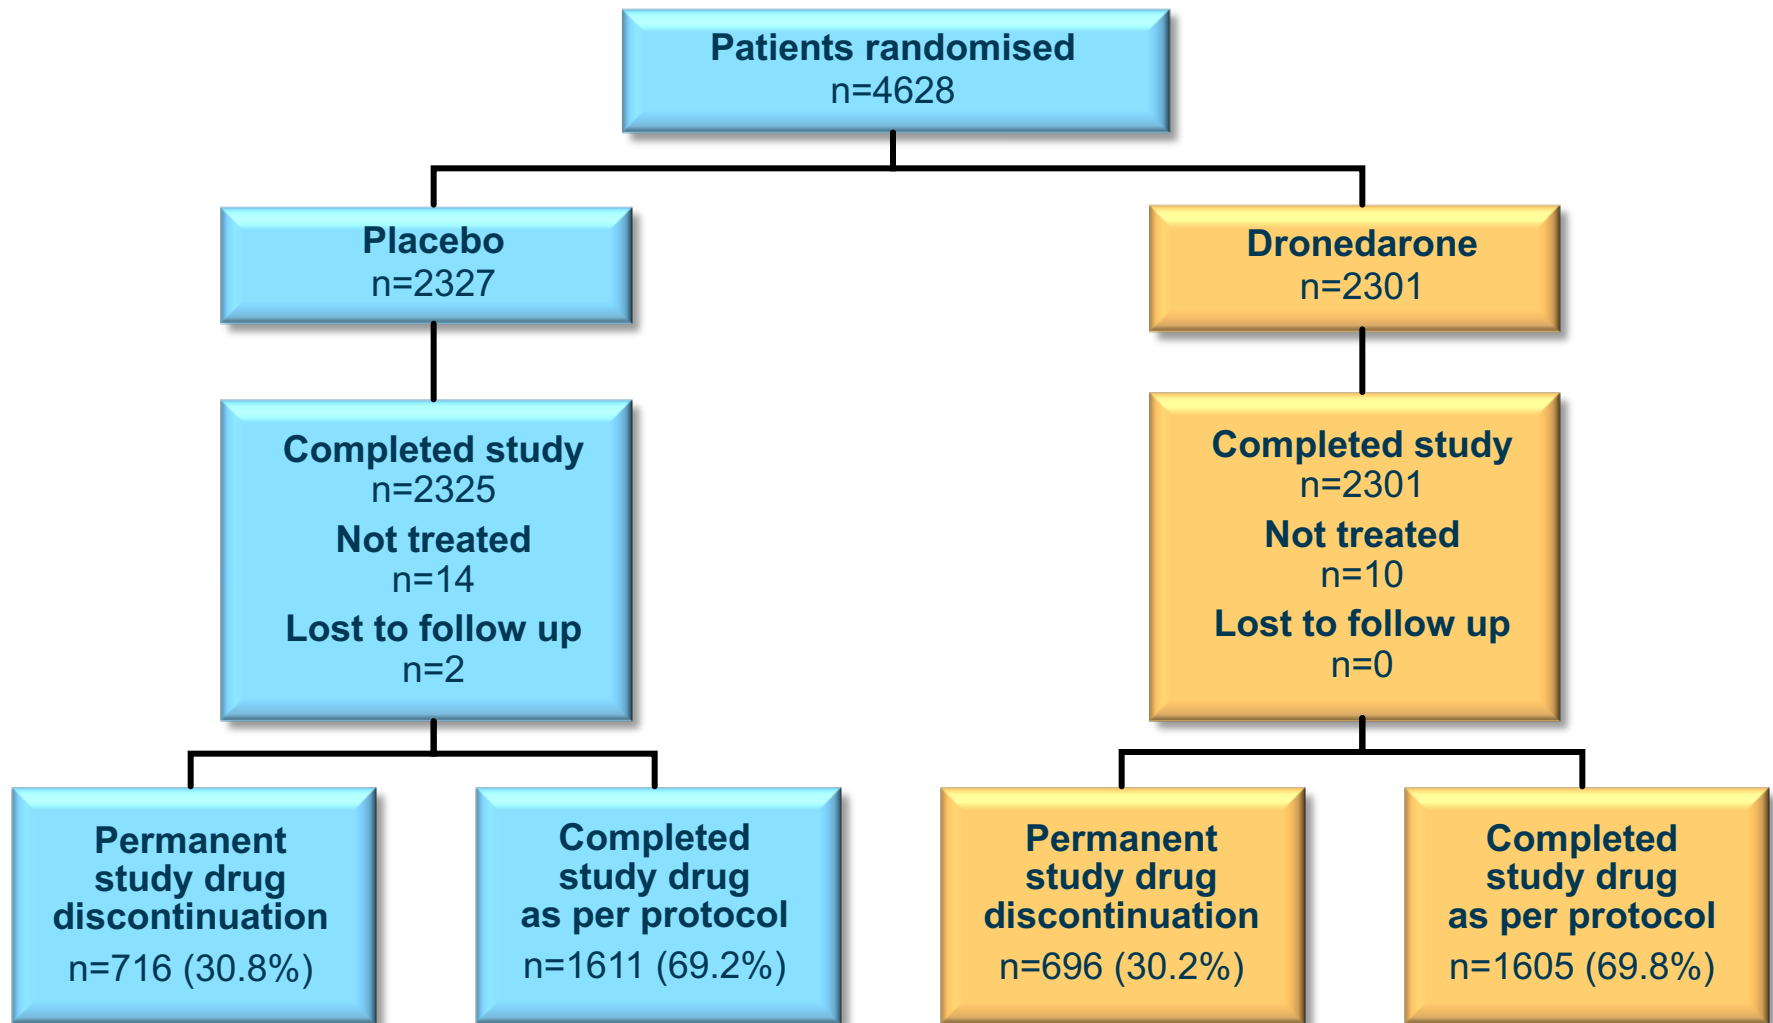 Patients randomised
n=4628
Placebo
n=2327
Dronedarone
n=2301
Completed study
n=2325
Not treated
n=14
Lost to follow up
n=2
Completed study
n=2301
Not treated
n=10
Lost to follow up
n=0
Permanent
study drug
discontinuation
n=716 (30.8%)
Completed
study drug
as per protocol
n=1611 (69.2%)
Permanent
study drug
discontinuation
n=696 (30.2%)
Completed
study drug
as per protocol
n=1605 (69.8%)